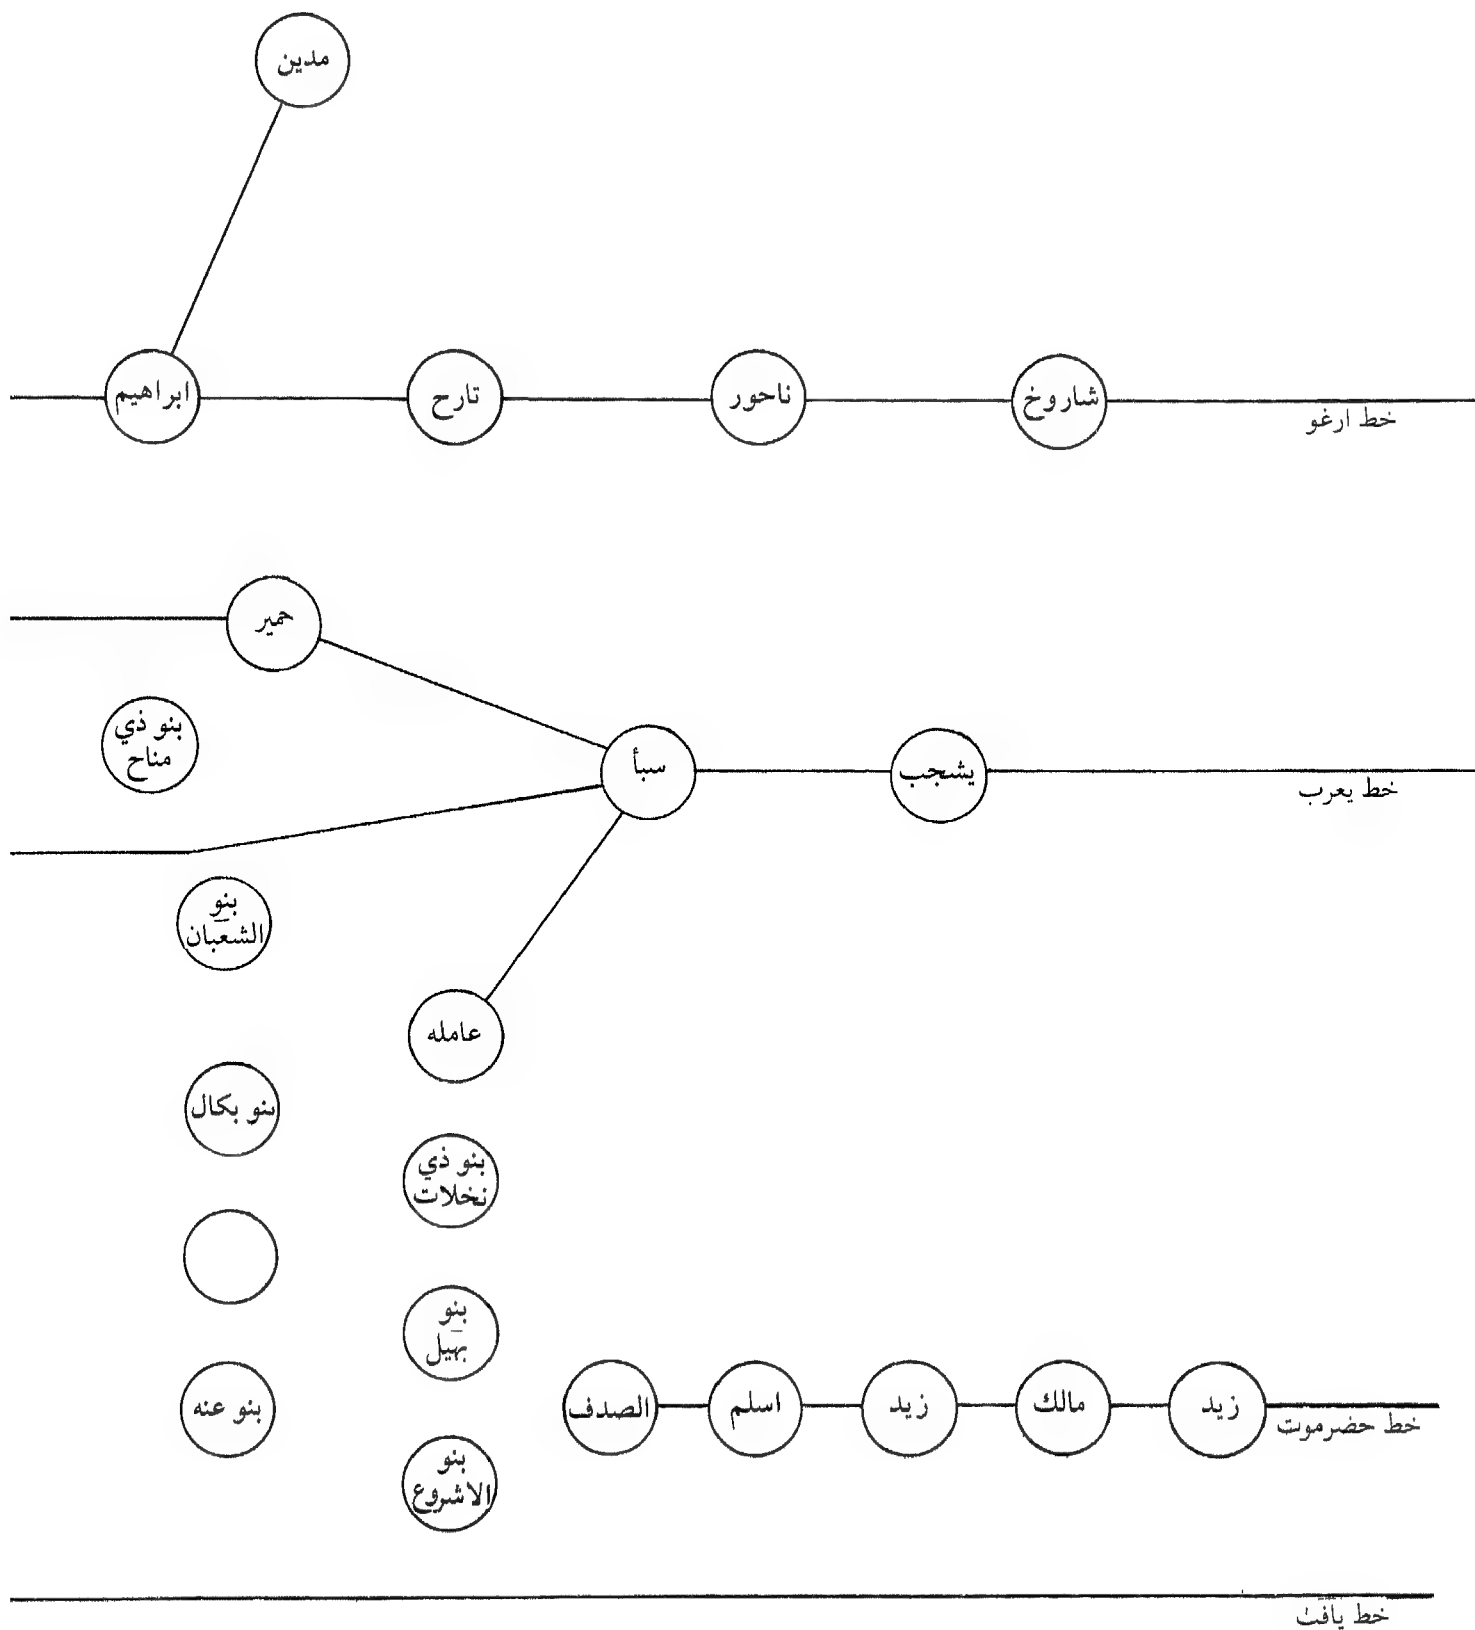 مدين
شاروخ
ناحور
تارح
ابراهيم
خط ارغو
حمير
بنو ذي
مناح
يشجب
سبأ
خط يعرب
بنو
الشعبان
عامله
بنو بكال
بنو ذي
نخلات
بنو
بهيل
زيد
مالك
زيد
اسلم
الصدف
بنو عنه
خط حضرموت
بنو
الاشروع
خط يافث